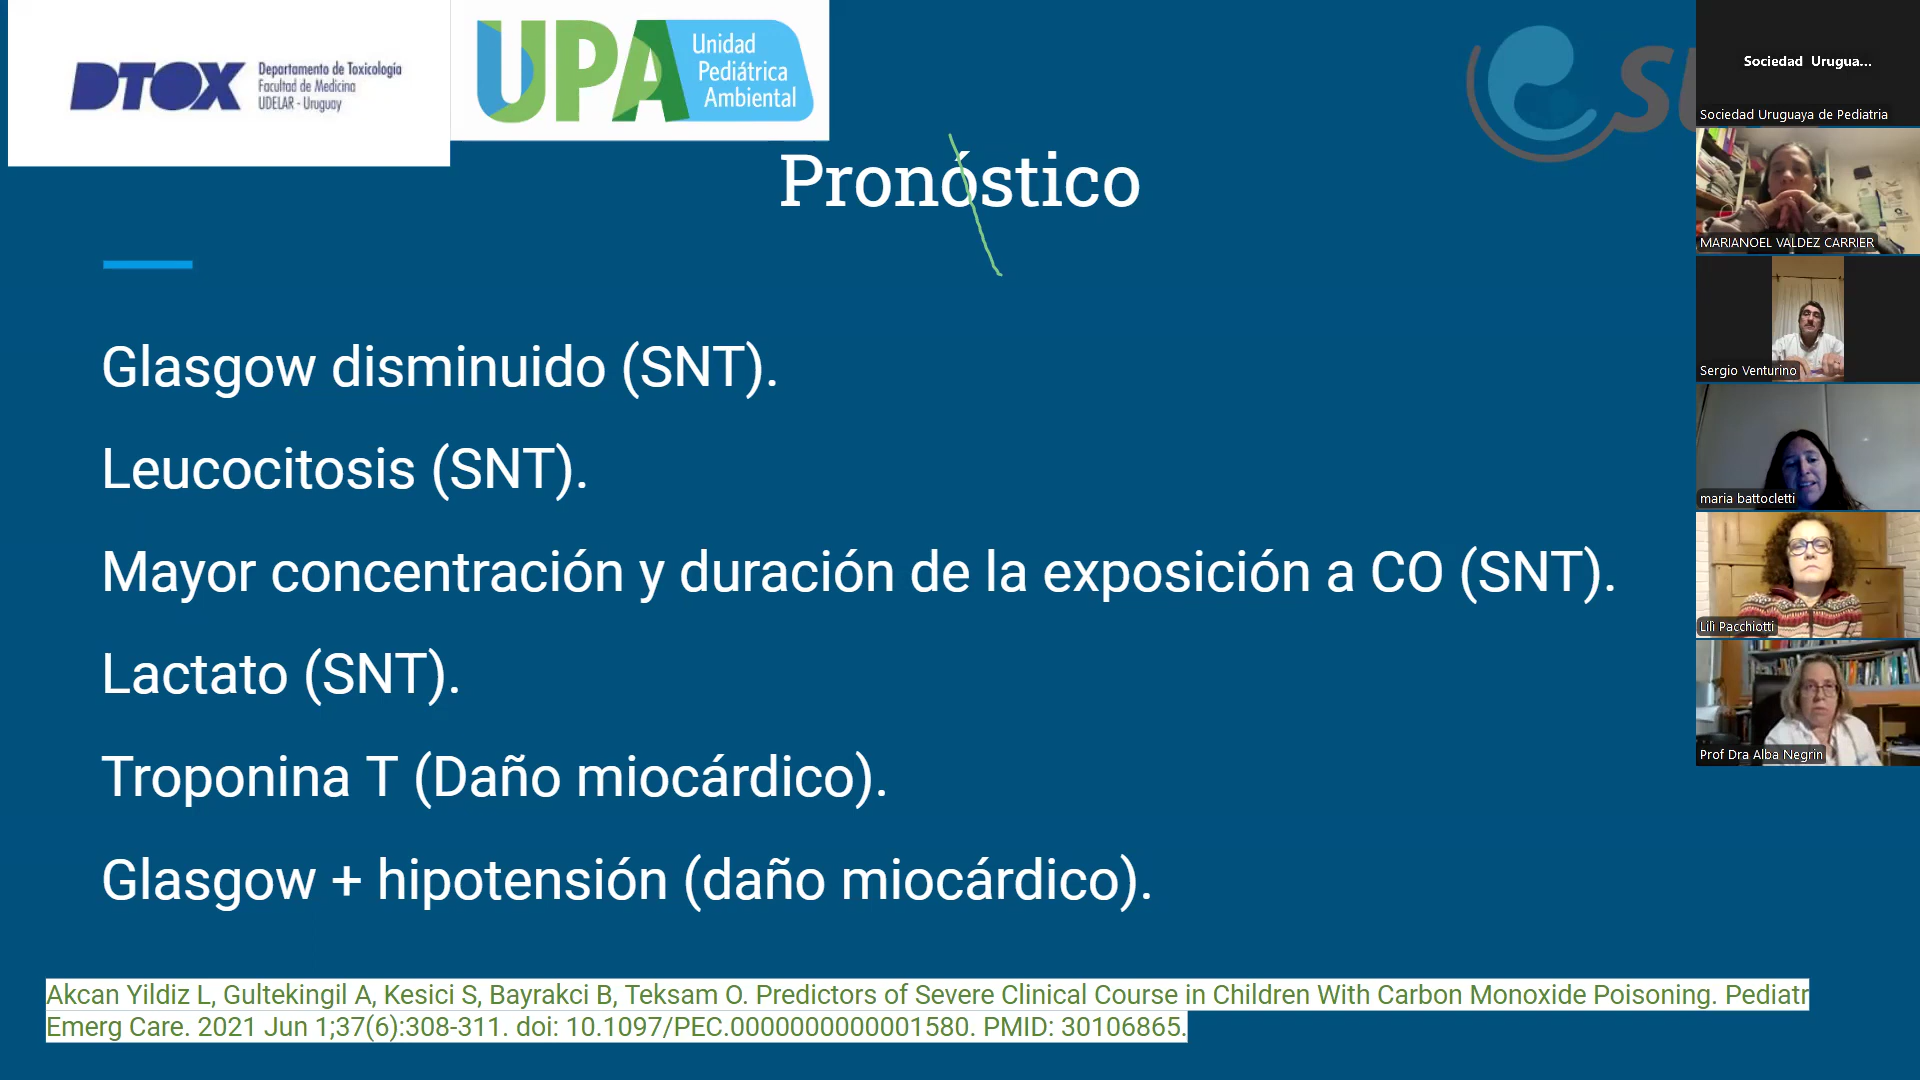 DTOX
Departamento de Toxicología
Facultad de Medicina
UDELAR - Uruguay
UPA
Unidad
Pediátrica
Ambiental
Pronóstico
Glasgow disminuido (SNT).
Leucocitosis (SNT).
Mayor concentración y duración de la exposición a CO (SNT).
Lactato (SNT).
Troponina T (Daño miocárdico).
Glasgow + hipotensión (daño miocárdico).
Akcan Yildiz L, Gultekingil A, Kesici S, Bayrakci B, Teksam O. Predictors of Severe Clinical Course in Children With Carbon Monoxide Poisoning. Pediatr
Emerg Care. 2021 Jun 1;37(6):308-311. doi: 10.1097/PEC.0000000000001580. PMID: 30106865.
Sociedad Urugua...
Sociedad Uruguaya de Pediatria
MARIANOEL VALDEZ CARRIER
Sergio Venturino
maria battocletti
Lili Pacchiotti
Prof Dra Alba Negrin